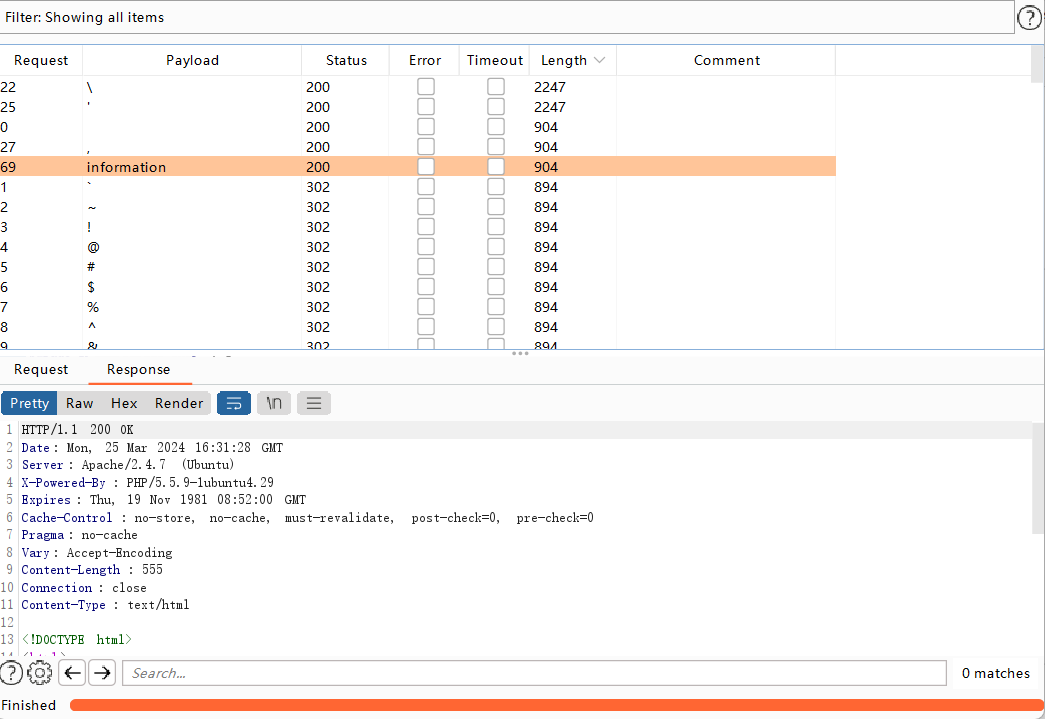 Filter: Showing all items
?
Request Payload Status Error Timeout Length Comment
22 \ 200 2247
25 ' 200 2247
0 200 904
27 , 200 904
69 information 200 904
1 ` 302 894
2 ~ 302 894
3 ! 302 894
4 @ 302 894
5 # 302 894
6 $ 302 894
7 % 302 894
8 ^ 302 894
9 & 302 894
Request Response
Pretty Raw Hex Render \n
1 HTTP/1.1 200 OK
2 Date: Mon, 25 Mar 2024 16:31:28 GMT
3 Server: Apache/2.4.7 (Ubuntu)
4 X-Powered-By: PHP/5.5.9-1ubuntu4.29
5 Expires: Thu, 19 Nov 1981 08:52:00 GMT
6 Cache-Control: no-store, no-cache, must-revalidate, post-check=0, pre-check=0
7 Pragma: no-cache
8 Vary: Accept-Encoding
9 Content-Length: 555
10 Connection: close
11 Content-Type: text/html
12
13 <!DOCTYPE html>
14 <html>
? Search... 0 matches
Finished